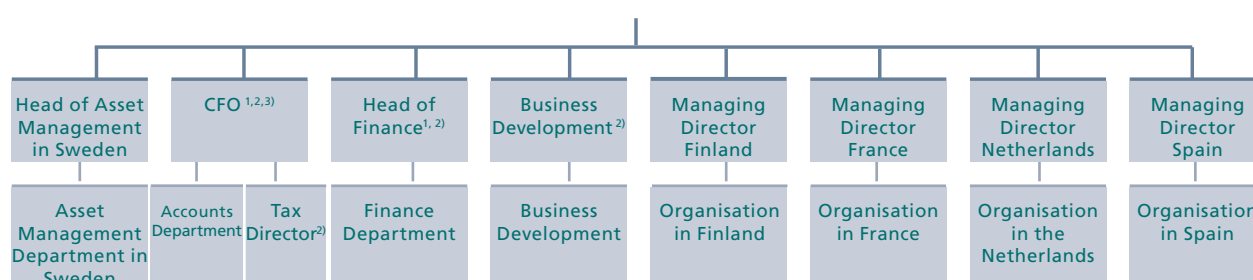 Head of Asset
Management
in Sweden
CFO 1,2,3)
Head of
Finance1, 2)
Business
Development 2)
Managing
Director
Finland
Managing
Director
France
Managing
Director
Netherlands
Managing
Director
Spain
Asset
Management
Department in
Sweden
Accounts
Department
Tax
Director2)
Finance
Department
Business
Development
Organisation
in Finland
Organisation
in France
Organisation
in the
Netherlands
Organisation
in Spain